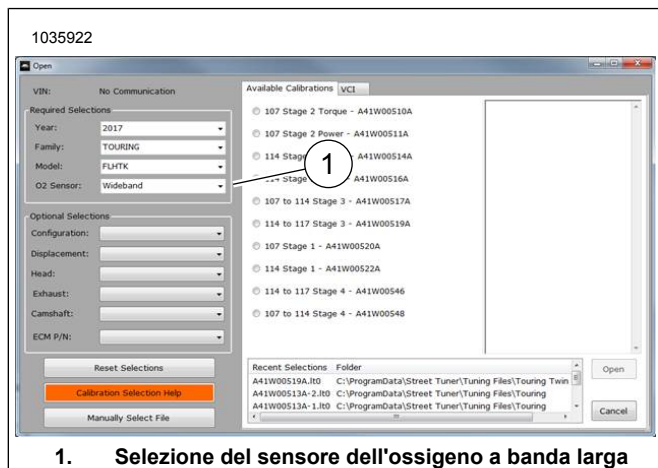 1035922
Open
VIN: No Communication
Required Selections
Year: 2017
Family: TOURING
Model: FLHTK
O2 Sensor: Wideband
Optional Selections
Configuration:
Displacement:
Head:
Exhaust:
Camshaft:
ECM P/N:
Reset Selections
Calibration Selection Help
Manually Select File
Available Calibrations VCI
107 Stage 2 Torque - A41W00510A
107 Stage 2 Power - A41W00511A
114 Stage A41W00514A
114 Stage A41W00516A
107 to 114 Stage 3 - A41W00517A
114 to 117 Stage 3 - A41W00519A
107 Stage 1 - A41W00520A
114 Stage 1 - A41W00522A
114 to 117 Stage 4 - A41W00546
107 to 114 Stage 4 - A41W00548
1
Recent Selections Folder
A41W00519A.lt0 C:\ProgramData\Street Tuner\Tuning Files\Touring Twin
A41W00513A-2.lt0 C:\ProgramData\Street Tuner\Tuning Files\Touring
A41W00513A-1.lt0 C:\ProgramData\Street Tuner\Tuning Files\Touring
Open
Cancel
1. Selezione del sensore dell'ossigeno a banda larga